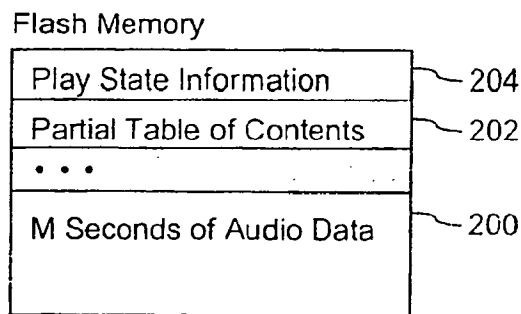 Flash Memory
Play State Information 204
Partial Table of Contents 202
• • •
M Seconds of Audio Data 200